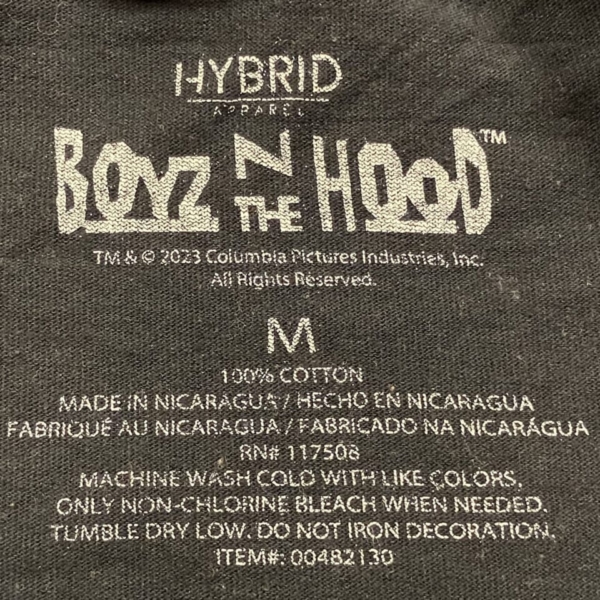 HYBRID
APPAREL
BOYZ N THE HOOD™
TM & © 2023 Columbia Pictures Industries, Inc.
All Rights Reserved.
M
100% COTTON
MADE IN NICARAGUA / HECHO EN NICARAGUA
FABRIQUÉ AU NICARAGUA / FABRICADO NA NICARÁGUA
RN# 117508
MACHINE WASH COLD WITH LIKE COLORS.
ONLY NON-CHLORINE BLEACH WHEN NEEDED.
TUMBLE DRY LOW. DO NOT IRON DECORATION.
ITEM#: 00482130